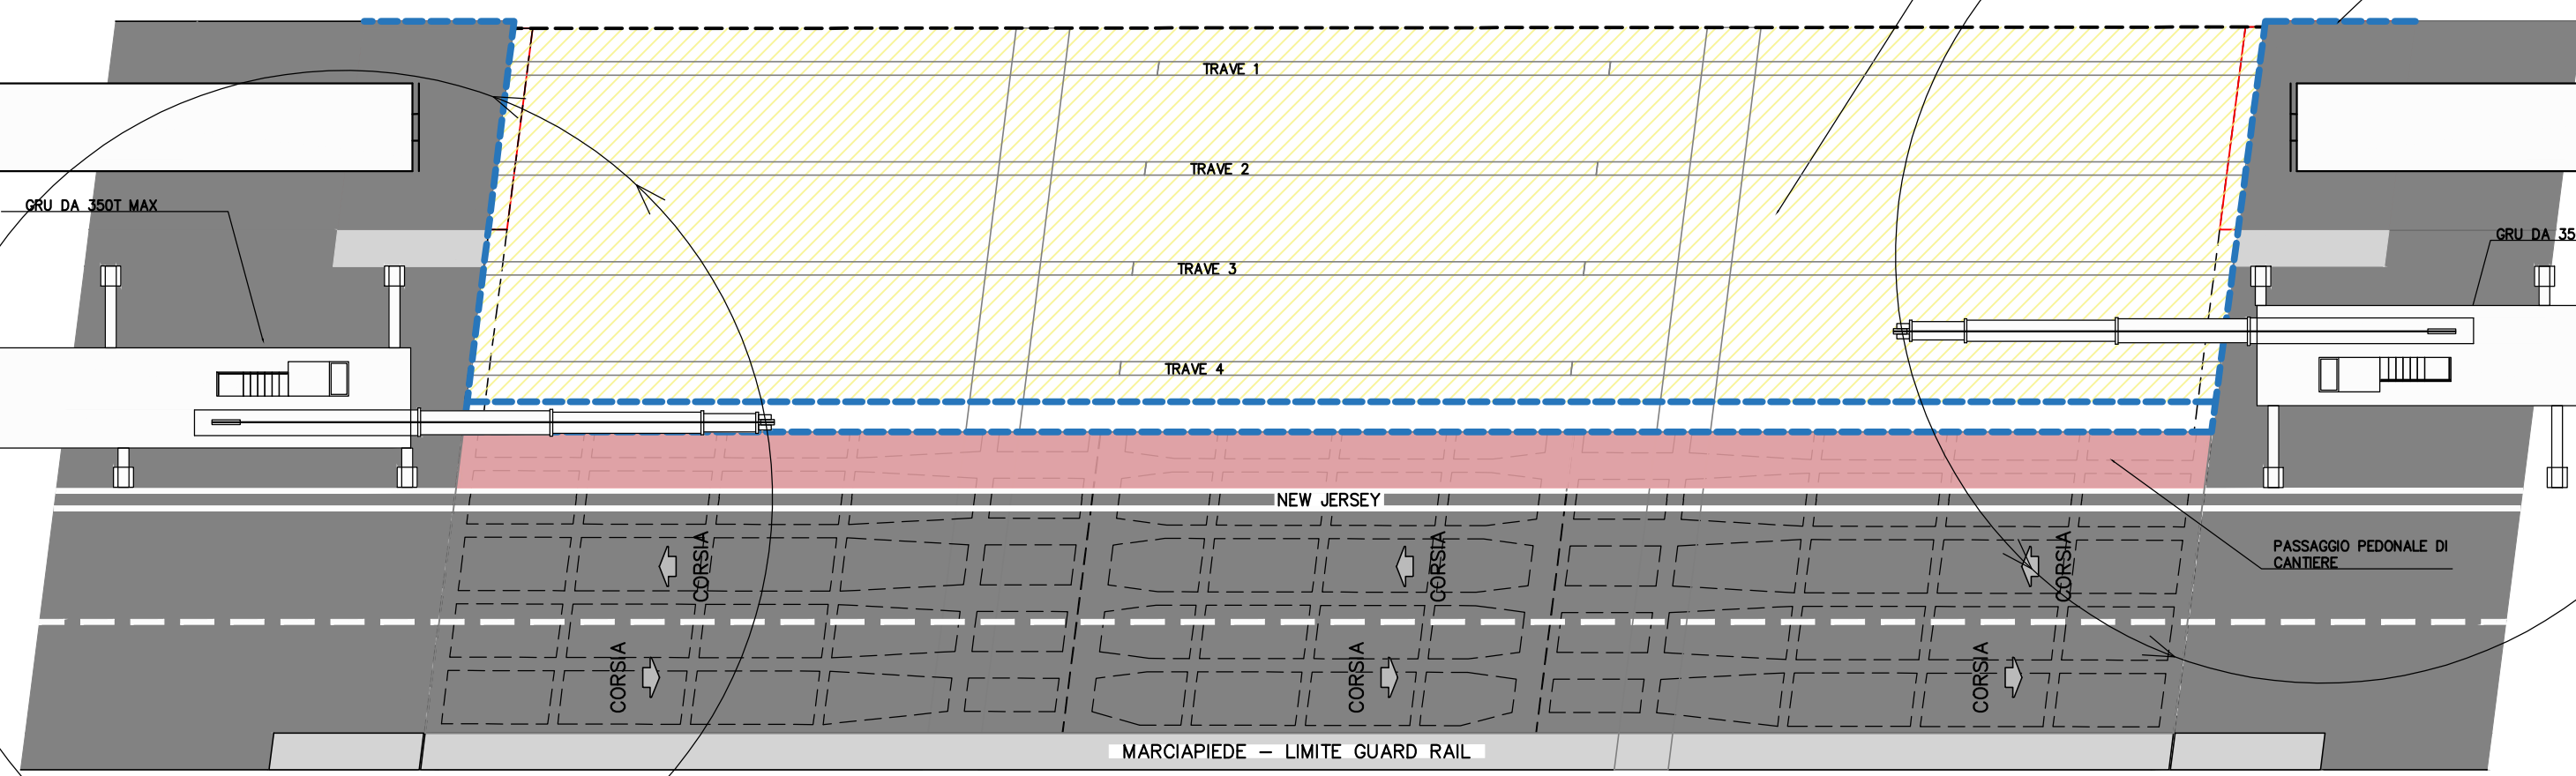 TRAVE 1
TRAVE 2
GRU DA 350T MAX
GRU DA 35
TRAVE 3
TRAVE 4
NEW JERSEY
CORSIA
CORSIA
CORSIA
PASSAGGIO PEDONALE DI
CANTIERE
CORSIA
CORSIA
CORSIA
MARCIAPIEDE – LIMITE GUARD RAIL